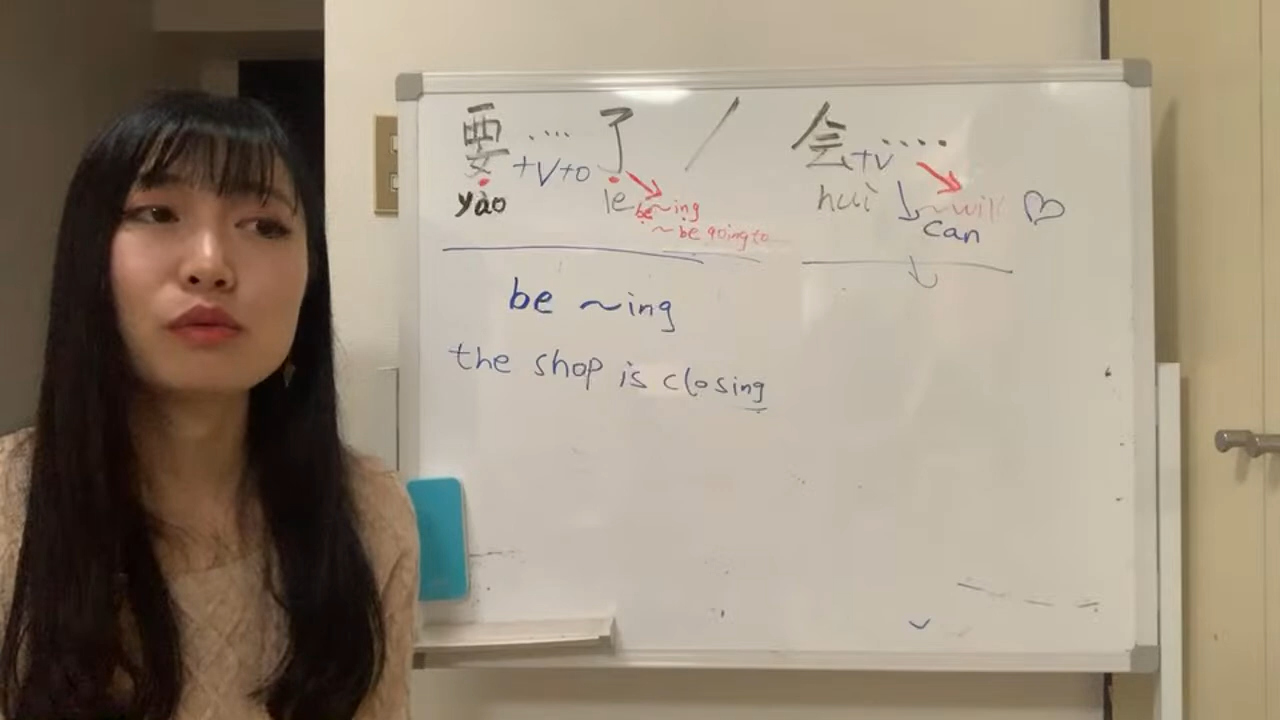 要 .... 了 / 会 ....
+V+o +V
yào le huì
be ~ing ~will ♡
~ be going to can
be ~ing
the shop is closing